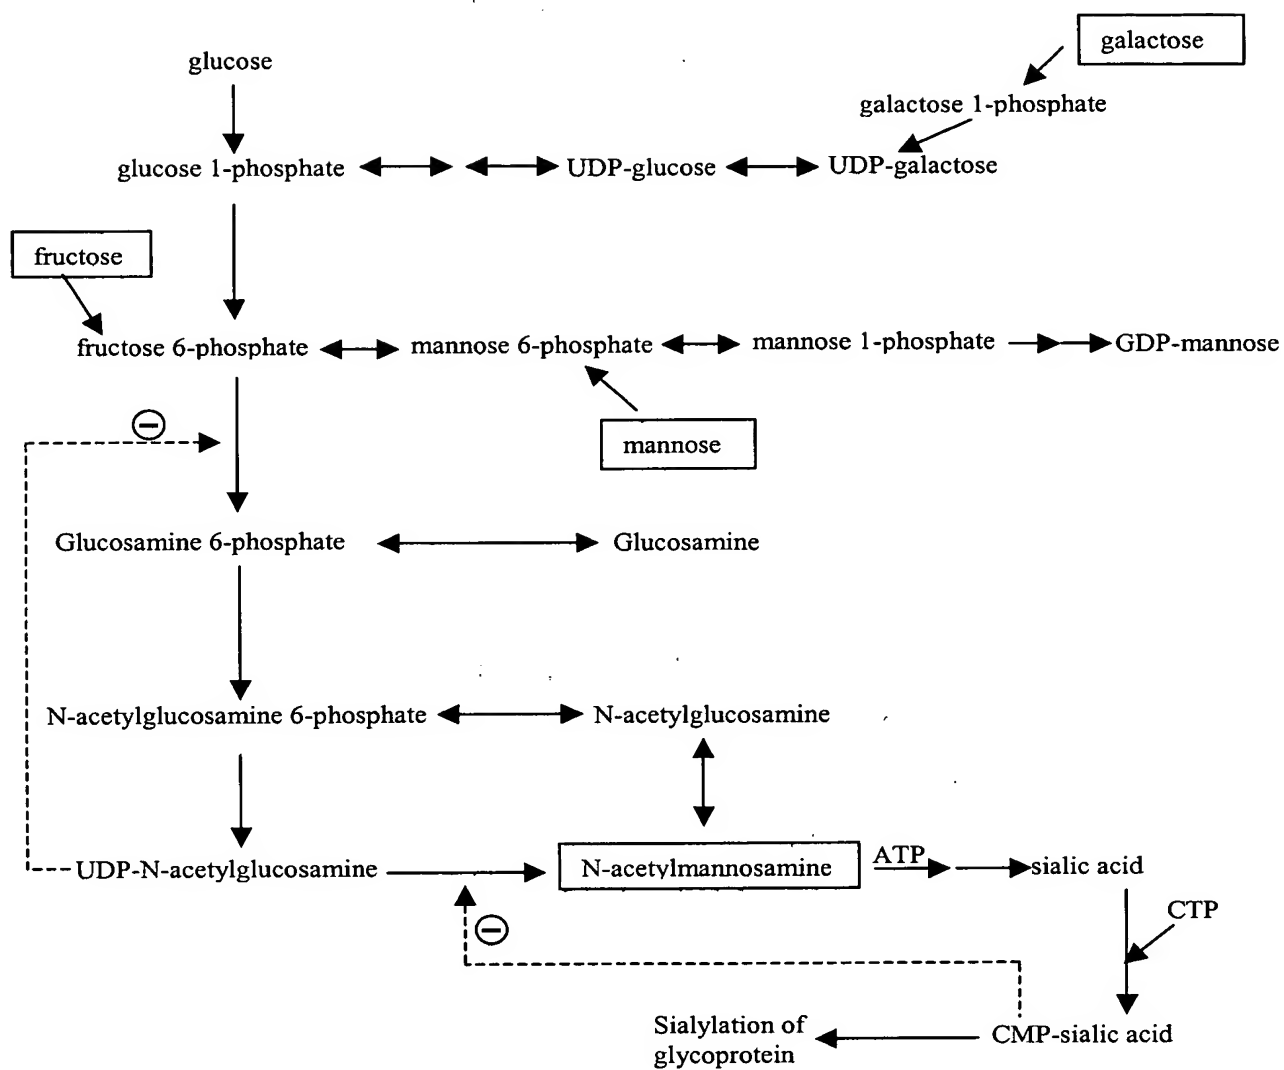 galactose
glucose
galactose 1-phosphate
glucose 1-phosphate
UDP-glucose
UDP-galactose
fructose
fructose 6-phosphate
mannose 6-phosphate
mannose 1-phosphate
GDP-mannose
mannose
Glucosamine 6-phosphate
Glucosamine
N-acetylglucosamine 6-phosphate
N-acetylglucosamine
UDP-N-acetylglucosamine
N-acetylmannosamine
ATP
sialic acid
CTP
Sialylation of
glycoprotein
CMP-sialic acid